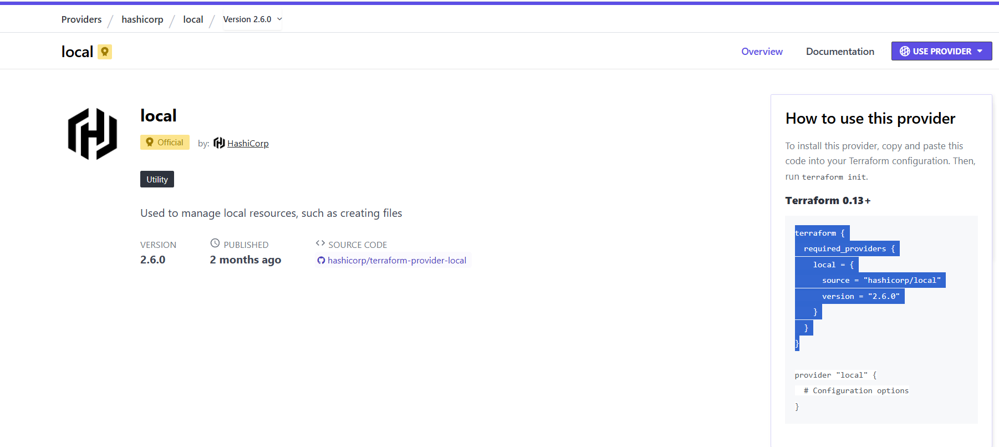 Providers / hashicorp / local / Version 2.6.0
local
Overview Documentation USE PROVIDER
local
Official by: HashiCorp
Utility
Used to manage local resources, such as creating files
VERSION PUBLISHED SOURCE CODE
2.6.0 2 months ago hashicorp/terraform-provider-local
How to use this provider
To install this provider, copy and paste this
code into your Terraform configuration. Then,
run terraform init.
Terraform 0.13+
terraform {
  required_providers {
    local = {
      source = "hashicorp/local"
      version = "2.6.0"
    }
  }
}
provider "local" {
  # Configuration options
}